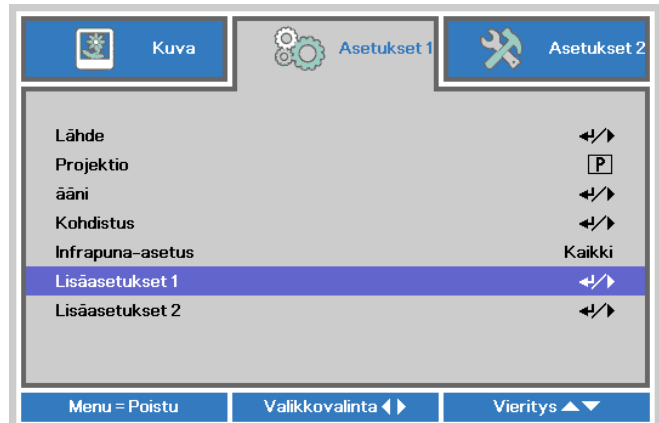 Kuva Asetukset 1 Asetukset 2
Lähde
Projektio P
ääni
Kohdistus
Infrapuna-asetus Kaikki
Lisäasetukset 1
Lisäasetukset 2
Menu = Poistu Valikkovalinta Vieritys